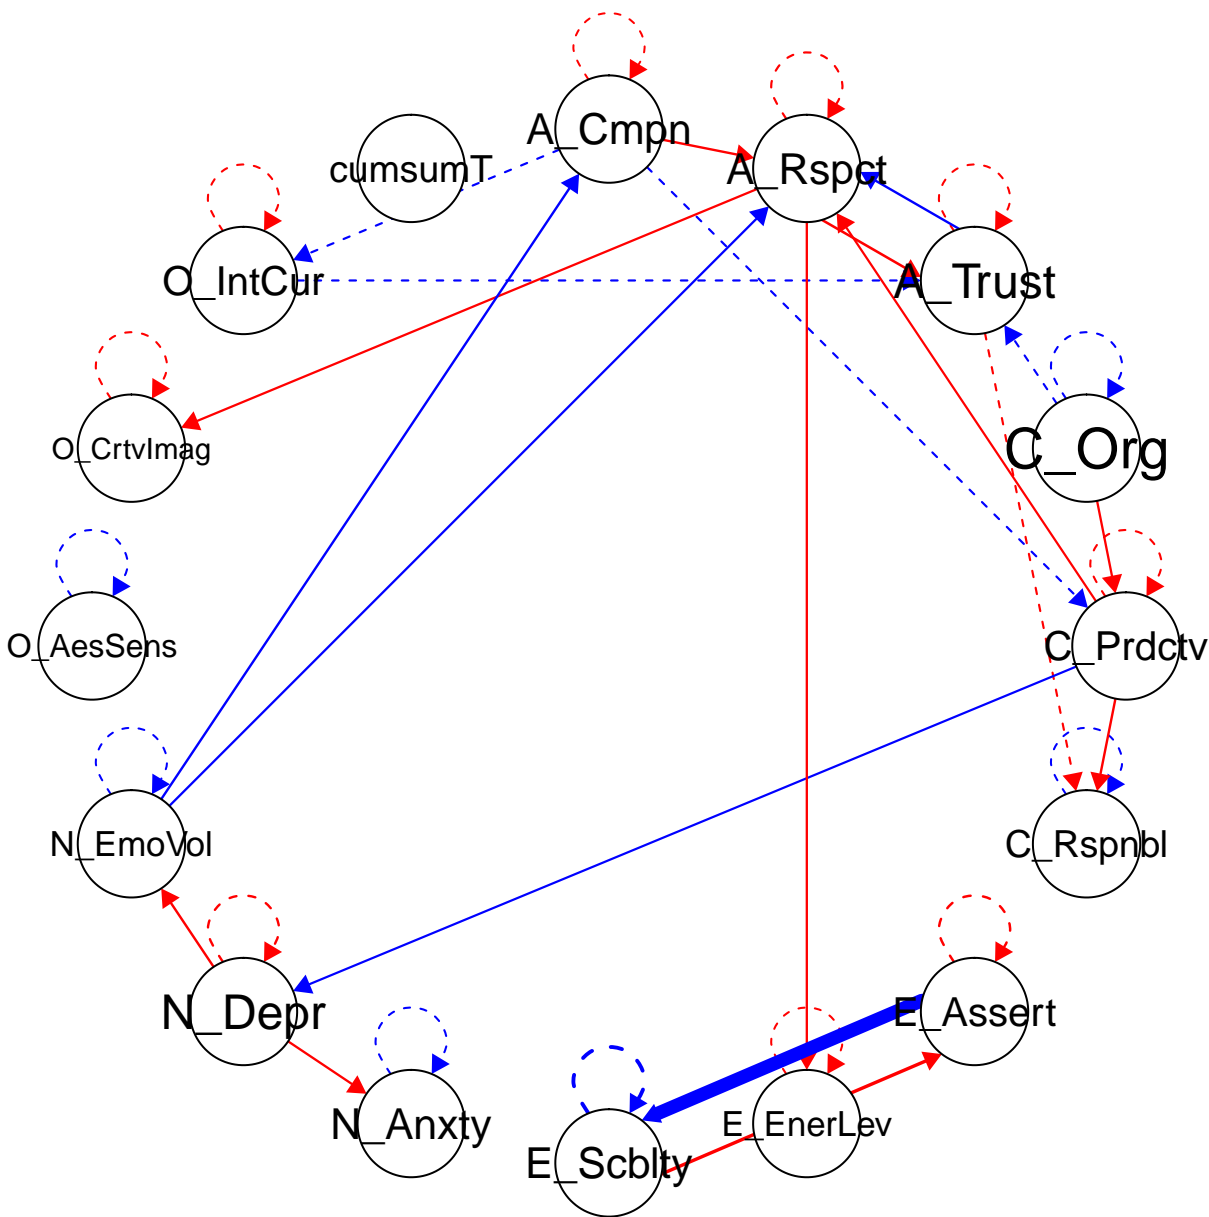 A_Cmpn
cumsumT
A_Rspct
O_IntCur
A_Trust
O_CrtvImag
C_Org
O_AesSens
C_Prdctv
N_EmoVol
C_Rspnbl
N_Depr
E_Assert
N_Anxty
E_EnerLev
E_Scblty